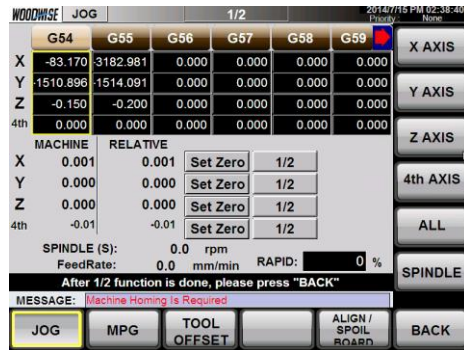 WOODWISE JOG 1/2 2014/7/15 PM 02:38:40
Priority: None
G54 G55 G56 G57 G58 G59
X -83.170 -3182.981 0.000 0.000 0.000 0.000
Y -1510.896 -1514.091 0.000 0.000 0.000 0.000
Z -0.150 -0.200 0.000 0.000 0.000 0.000
4th 0.000 0.000 0.000 0.000 0.000 0.000
MACHINE RELATIVE
X 0.001 0.001 Set Zero 1/2
Y 0.000 0.000 Set Zero 1/2
Z 0.000 0.000 Set Zero 1/2
4th -0.01 -0.01 Set Zero 1/2
SPINDLE (S): 0.0 rpm
FeedRate: 0.0 mm/min RAPID: 0 %
After 1/2 function is done, please press "BACK"
MESSAGE: Machine Homing Is Required
X AXIS
Y AXIS
Z AXIS
4th AXIS
ALL
SPINDLE
JOG MPG TOOL OFFSET ALIGN / SPOIL BOARD BACK